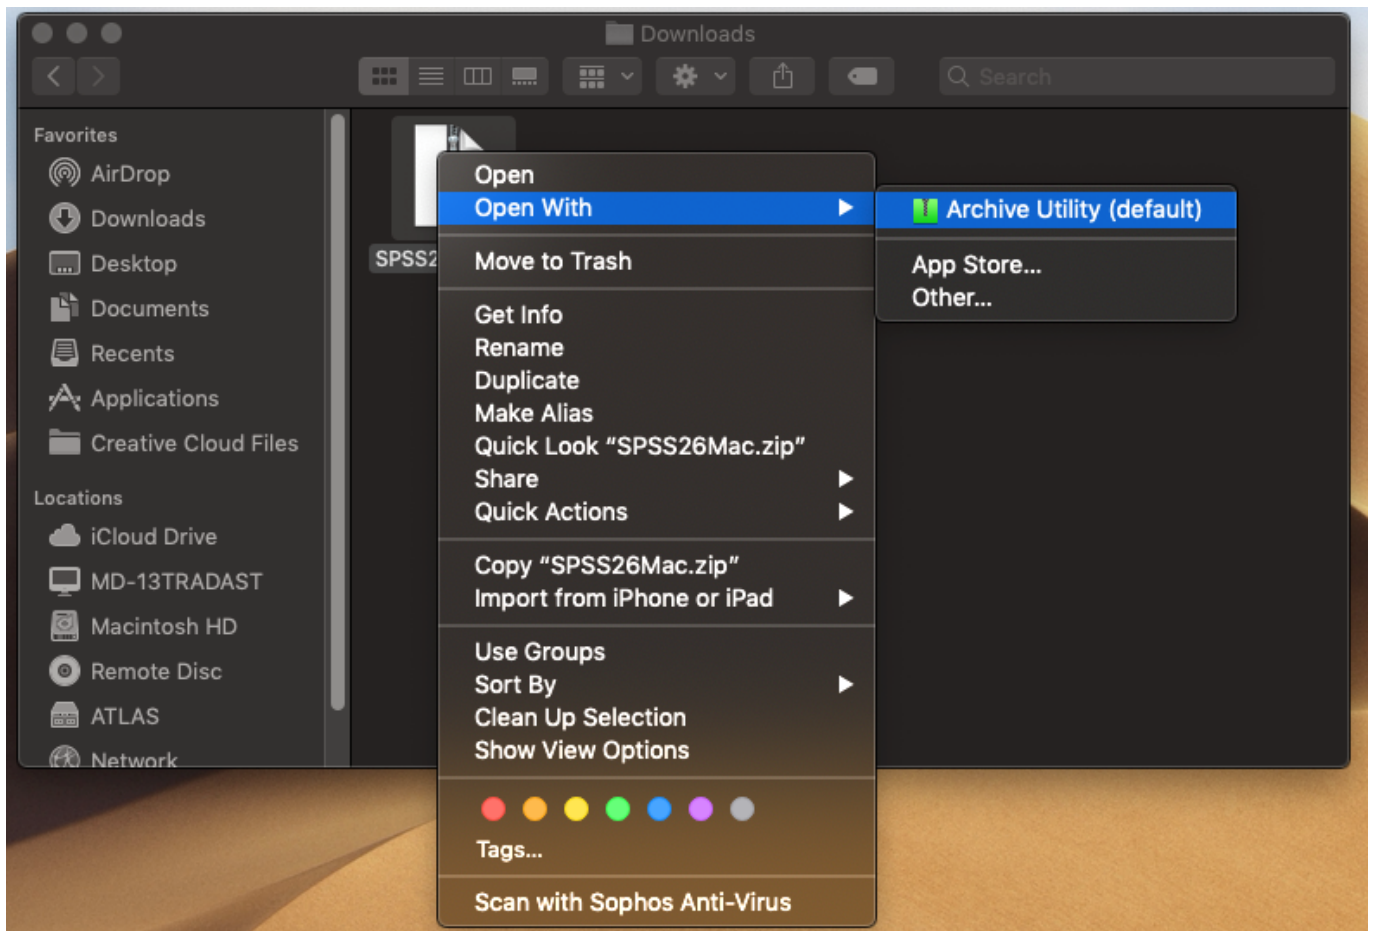 Downloads
Search
Favorites
AirDrop
Downloads
Desktop
Documents
Recents
Applications
Creative Cloud Files
Locations
iCloud Drive
MD-13TRADAST
Macintosh HD
Remote Disc
ATLAS
Network
SPSS2
Open
Open With
Move to Trash
Get Info
Rename
Duplicate
Make Alias
Quick Look “SPSS26Mac.zip”
Share
Quick Actions
Copy “SPSS26Mac.zip”
Import from iPhone or iPad
Use Groups
Sort By
Clean Up Selection
Show View Options
Tags...
Scan with Sophos Anti-Virus
Archive Utility (default)
App Store...
Other...